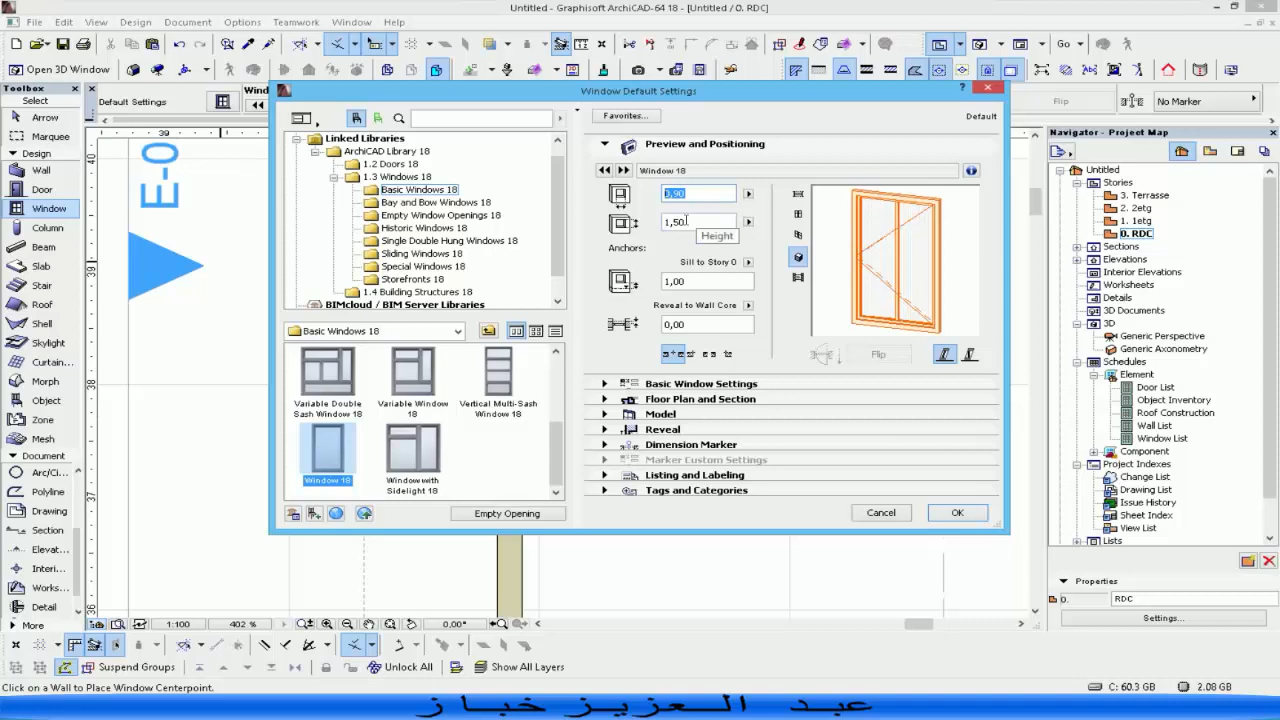 Untitled - Graphisoft ArchiCAD-64 18 - [Untitled / 0. RDC]
File Edit View Design Document Options Teamwork Window Help
Go
Open 3D Window
Toolbox
Select
Arrow
Marquee
Design
Wall
Door
Window
Column
Beam
Slab
Stair
Roof
Shell
Skylight
Curtain...
Morph
Object
Zone
Mesh
Document
Arc/Ci...
Polyline
Drawing
Section
Elevat...
Interi...
Works...
Detail
More
Default Settings
Flip
No Marker
40
39
38
37
36
E-0
Window Default Settings
?
Linked Libraries
ArchiCAD Library 18
1.2 Doors 18
1.3 Windows 18
Basic Windows 18
Bay and Bow Windows 18
Empty Window Openings 18
Historic Windows 18
Single Double Hung Windows 18
Sliding Windows 18
Special Windows 18
Storefronts 18
1.4 Building Structures 18
BIMcloud / BIM Server Libraries
Basic Windows 18
Variable Double Sash Window 18
Variable Window 18
Vertical Multi-Sash Window 18
Window 18
Window with Sidelight 18
Empty Opening
Favorites...
Default
Preview and Positioning
Window 18
0,90
1,50
Height
Anchors:
Sill to Story 0
1,00
Reveal to Wall Core
0,00
Flip
Basic Window Settings
Floor Plan and Section
Model
Reveal
Dimension Marker
Marker Custom Settings
Listing and Labeling
Tags and Categories
Cancel
OK
Navigator - Project Map
Untitled
Stories
3. Terrasse
2. 2etg
1. 1etg
0. RDC
Sections
Elevations
Interior Elevations
Worksheets
Details
3D Documents
3D
Generic Perspective
Generic Axonometry
Schedules
Element
Door List
Object Inventory
Roof Construction
Wall List
Window List
Component
Project Indexes
Change List
Drawing List
Issue History
Sheet Index
View List
Lists
Properties
0.
RDC
Settings...
1:100
402 %
0,00°
Suspend Groups
Unlock All
Show All Layers
Click on a Wall to Place Window Centerpoint.
C: 60.3 GB
2.08 GB
عبد العزيز خباز